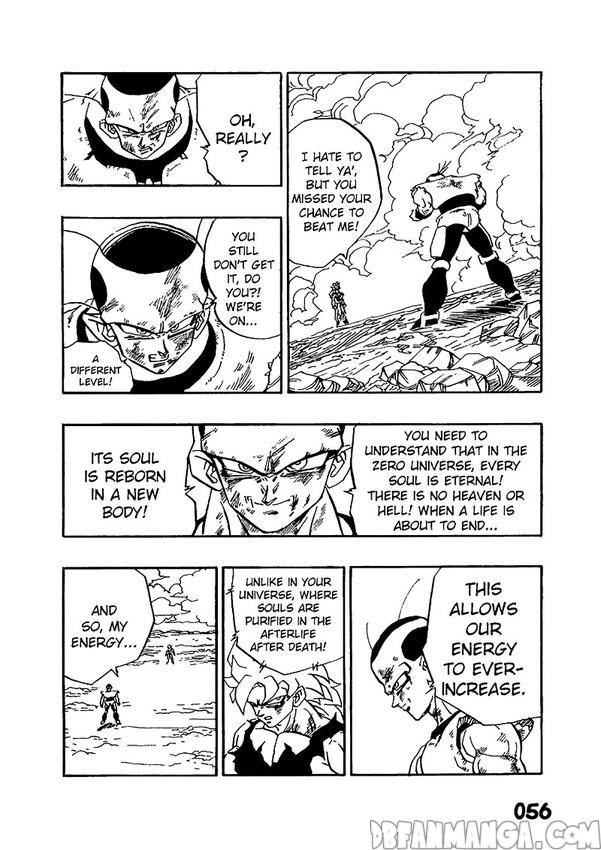 I HATE TO
TELL YA',
BUT YOU
MISSED YOUR
CHANCE TO
BEAT ME!
OH,
REALLY
?
YOU
STILL
DON'T GET
IT, DO
YOU?!
WE'RE
ON...
A
DIFFERENT
LEVEL!
YOU NEED TO
UNDERSTAND THAT IN THE
ZERO UNIVERSE, EVERY
SOUL IS ETERNAL!
THERE IS NO HEAVEN OR
HELL! WHEN A LIFE IS
ABOUT TO END...
ITS SOUL
IS REBORN
IN A NEW
BODY!
THIS
ALLOWS
OUR
ENERGY
TO EVER-
INCREASE.
UNLIKE IN YOUR
UNIVERSE, WHERE
SOULS ARE
PURIFIED IN THE
AFTERLIFE
AFTER DEATH!
AND
SO, MY
ENERGY...
056
DBFANMANGA.COM